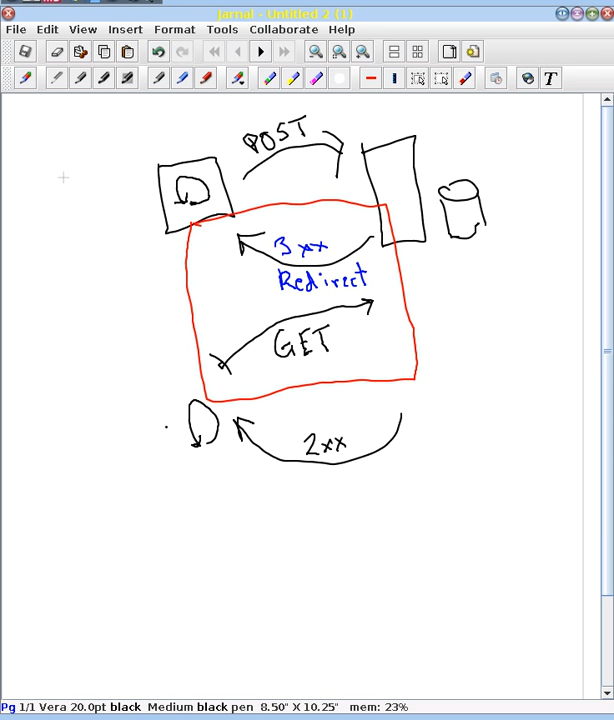 Jarnal - Untitled 2 (1)
File Edit View Insert Format Tools Collaborate Help
T
POST
3xx
Redirect
GET
2xx
Pg 1/1 Vera 20.0pt black Medium black pen 8.50" X 10.25" mem: 23%